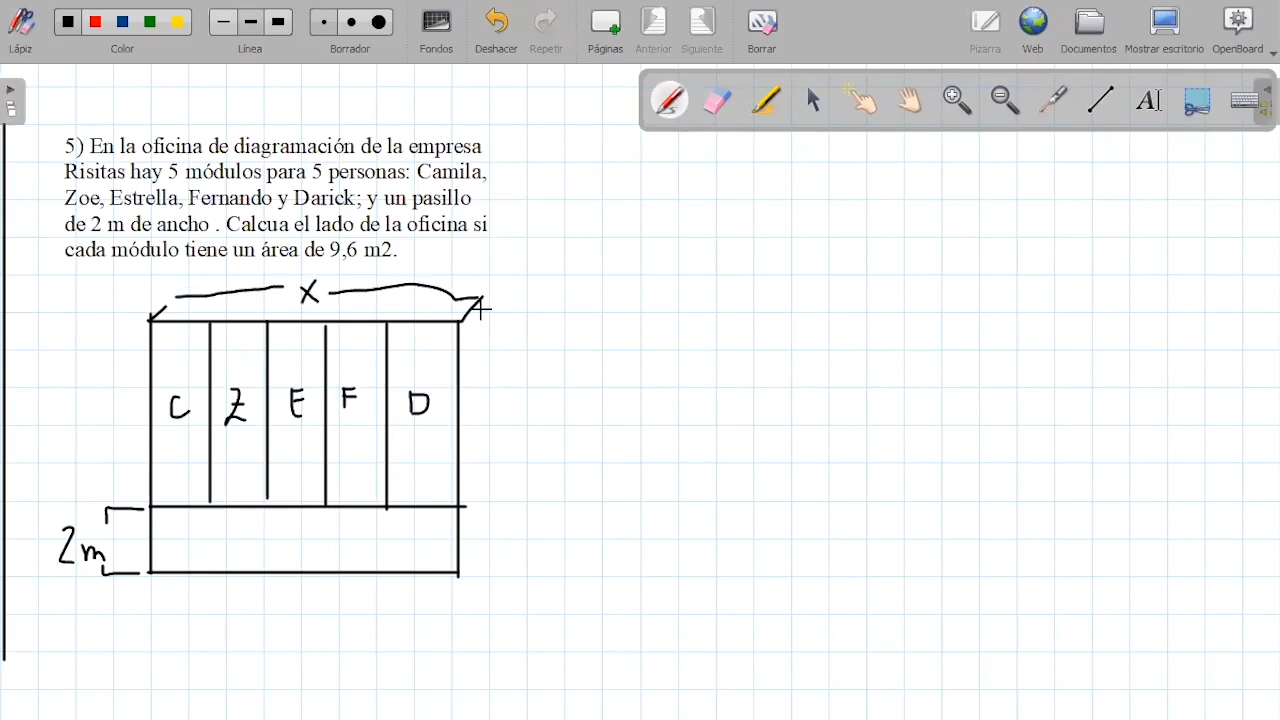 Lápiz
Color
Línea
Borrador
Fondos
Deshacer
Repetir
Páginas
Anterior
Siguiente
Borrar
Pizarra
Web
Documentos
Mostrar escritorio
OpenBoard
5) En la oficina de diagramación de la empresa
Risitas hay 5 módulos para 5 personas: Camila,
Zoe, Estrella, Fernando y Darick; y un pasillo
de 2 m de ancho . Calcua el lado de la oficina si
cada módulo tiene un área de 9,6 m2.
X
C Z E F D
2m